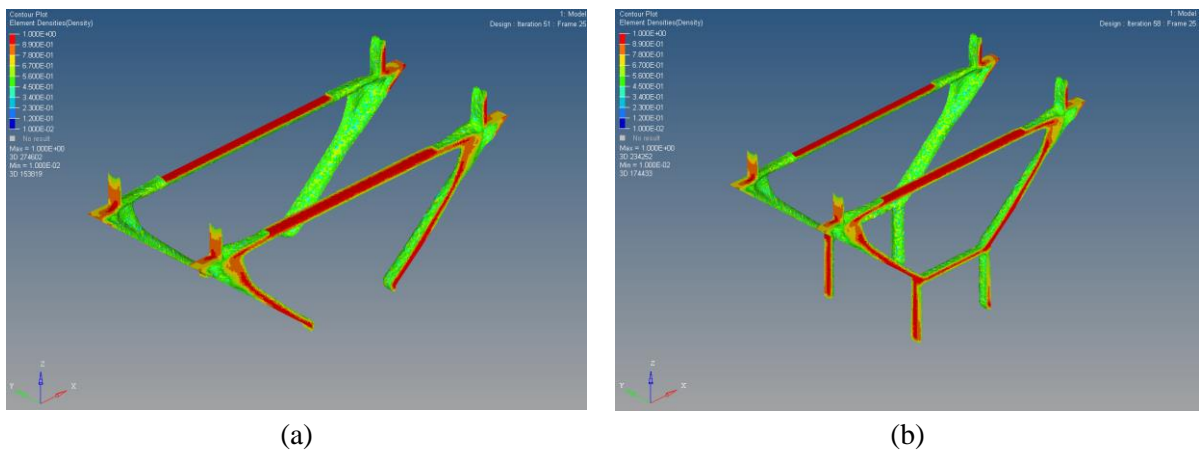 Contour Plot
Element Densities(Density)
1.000E+00
8.900E-01
7.800E-01
6.700E-01
5.600E-01
4.500E-01
3.400E-01
2.300E-01
1.200E-01
1.000E-02
No result
Max = 1.000E+00
3D 274602
Min = 1.000E-02
3D 153819
1: Model
Design : Iteration 51 : Frame 25
Z
Y
X
(a)
Contour Plot
Element Densities(Density)
1.000E+00
8.900E-01
7.800E-01
6.700E-01
5.600E-01
4.500E-01
3.400E-01
2.300E-01
1.200E-01
1.000E-02
No result
Max = 1.000E+00
3D 234252
Min = 1.000E-02
3D 174433
1: Model
Design : Iteration 58 : Frame 25
Z
Y
X
(b)